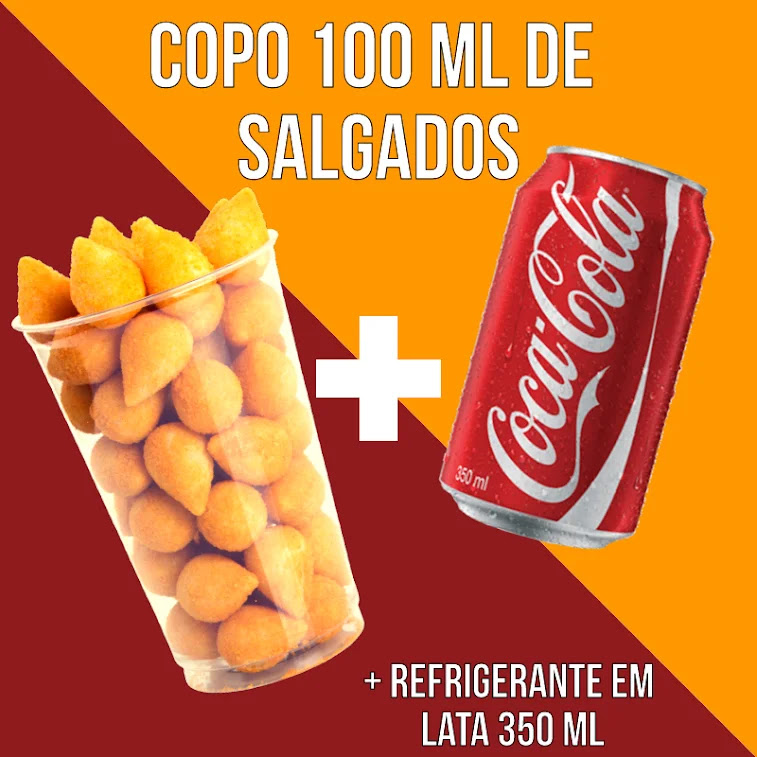 COPO 100 ML DE
SALGADOS
Coca-Cola
350 ml
+ REFRIGERANTE EM
LATA 350 ML